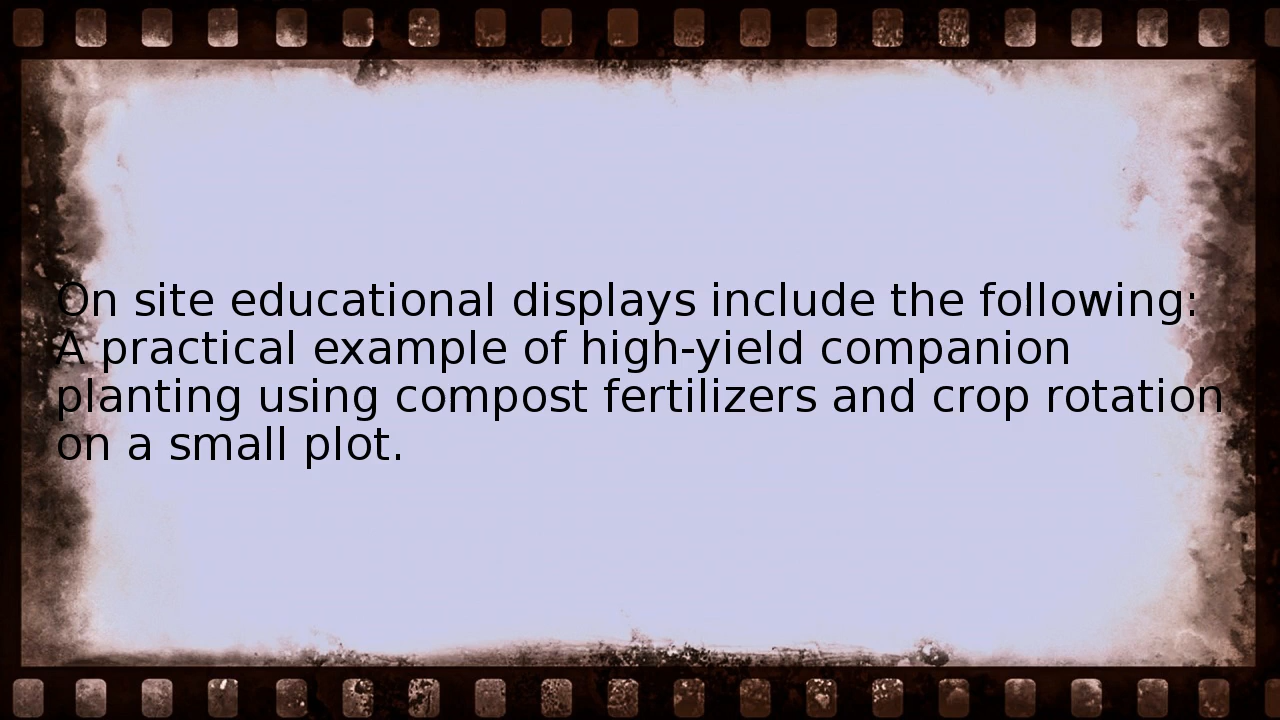 On site educational displays include the following:
A practical example of high-yield companion
planting using compost fertilizers and crop rotation
on a small plot.